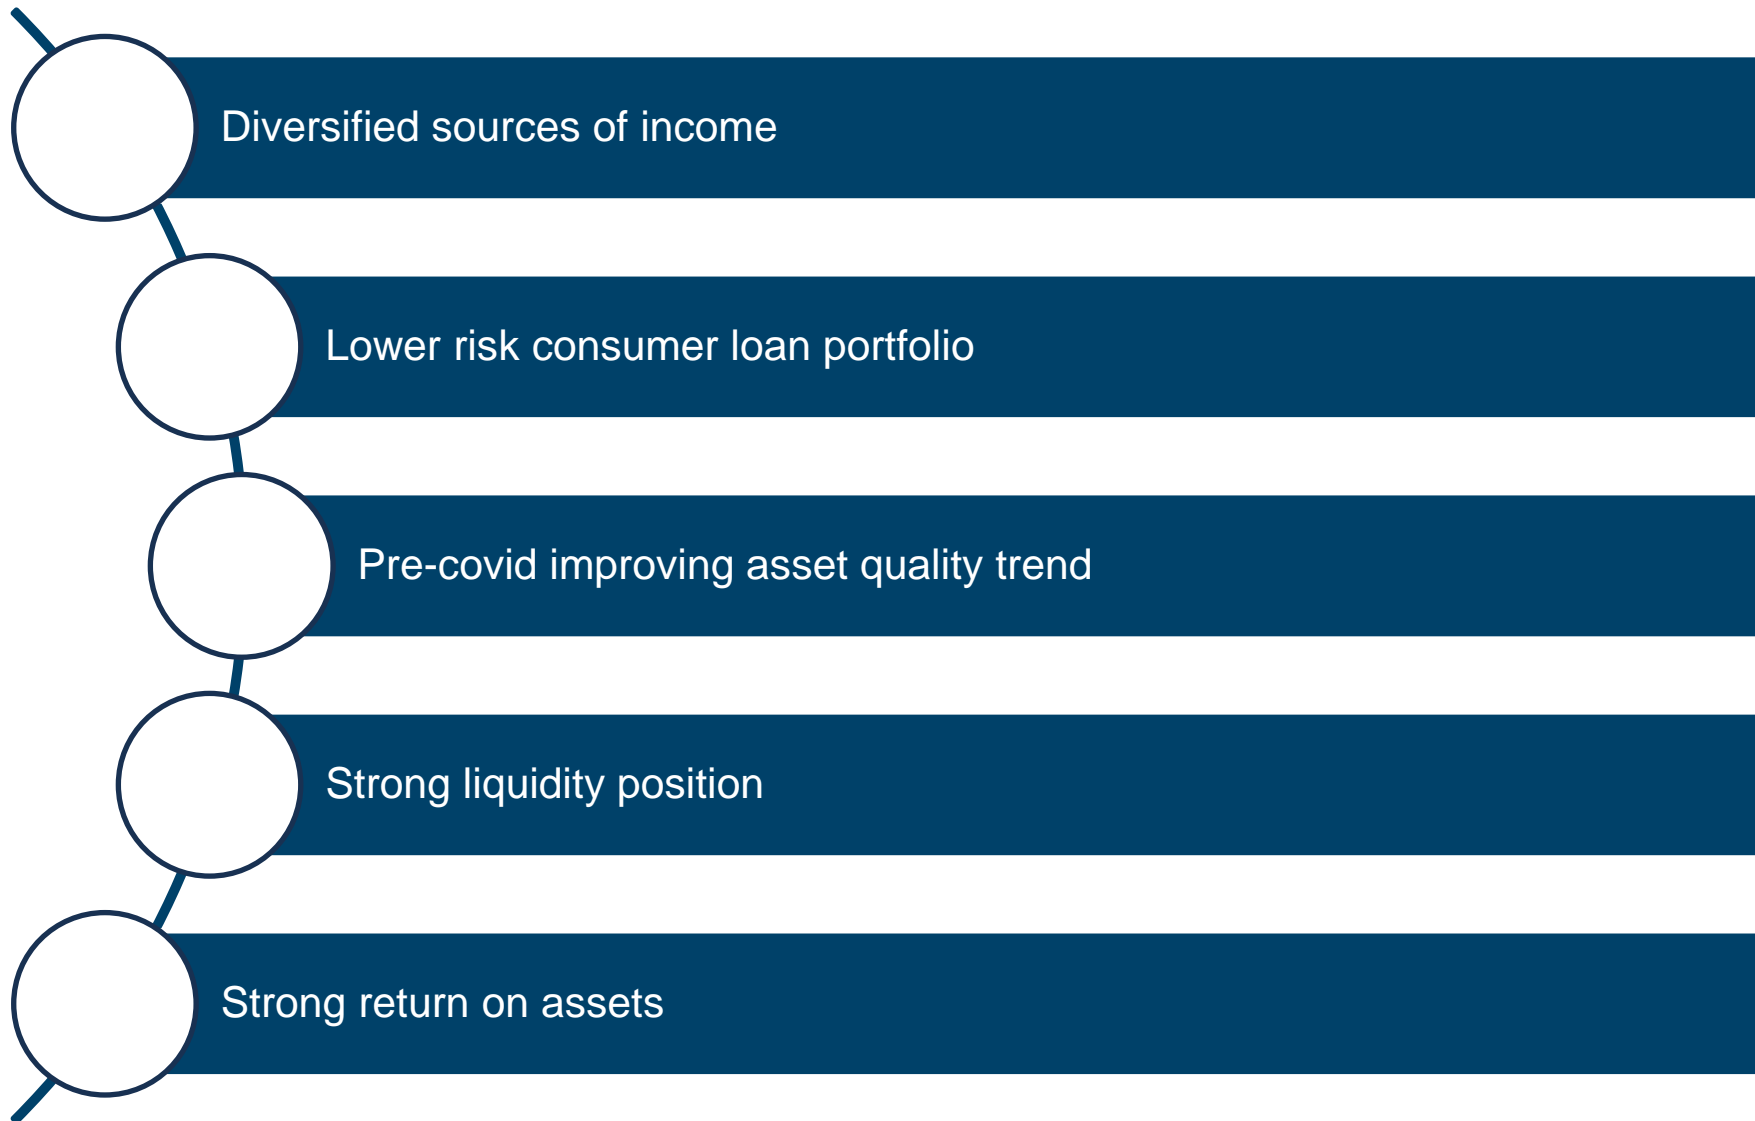 Diversified sources of income
Lower risk consumer loan portfolio
Pre-covid improving asset quality trend
Strong liquidity position
Strong return on assets